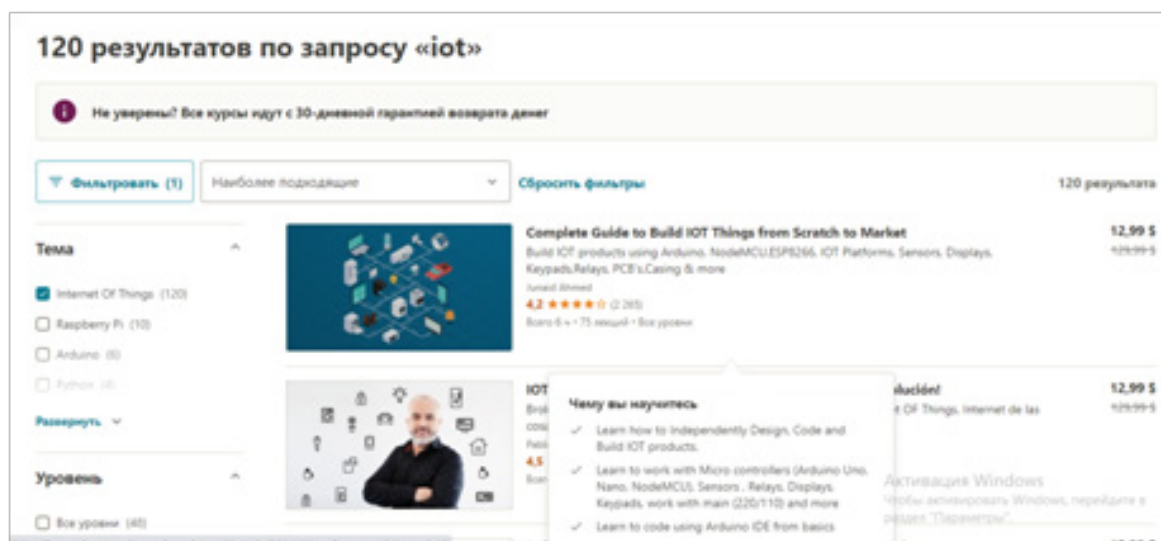 120 результатов по запросу «iot»
Не уверены? Все курсы идут с 30-дневной гарантией возврата денег
Фильтровать (1)
Наиболее подходящие
Сбросить фильтры
120 результата
Тема
Internet Of Things (120)
Raspberry Pi (10)
Arduino (6)
Python (4)
Развернуть
Уровень
Все уровни (48)
Complete Guide to Build IOT Things from Scratch to Market
12,99 $
129,99 $
Build IOT products using Arduino, NodeMCU,ESP8266, IOT Platforms, Sensors, Displays,
Keypads,Relays, PCB's,Casing & more
Junaid Ahmed
4,2 (2 265)
Всего 6 ч • 75 лекций • Все уровни
IOT
olución!
12,99 $
129,99 $
t OF Things, Internet de las
4,5
Чему вы научитесь
Learn how to Independently Design, Code and
Build IOT products.
Learn to work with Micro controllers (Arduino Uno,
Nano, NodeMCU), Sensors , Relays, Displays,
Keypads, work with main (220/110) and more
Learn to code using Arduino IDE from basics
Активация Windows
Чтобы активировать Windows, перейдите в
раздел "Параметры".